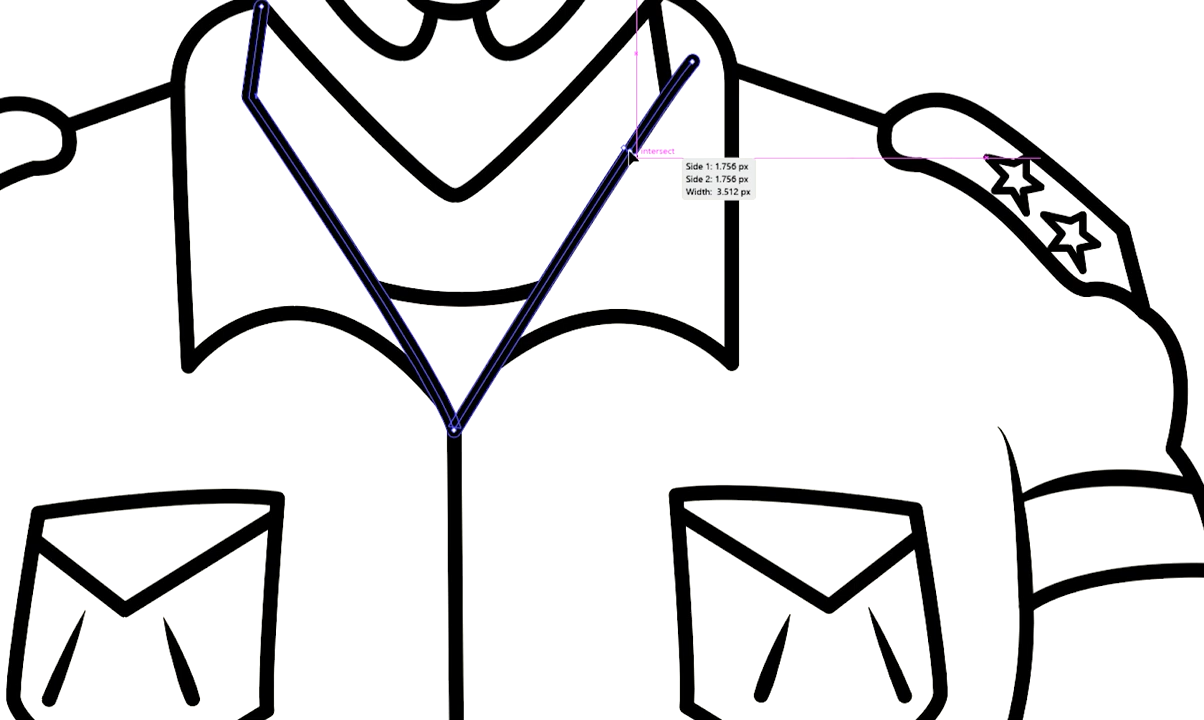 intersect
Side 1: 1.756 px
Side 2: 1.756 px
Width: 3.512 px